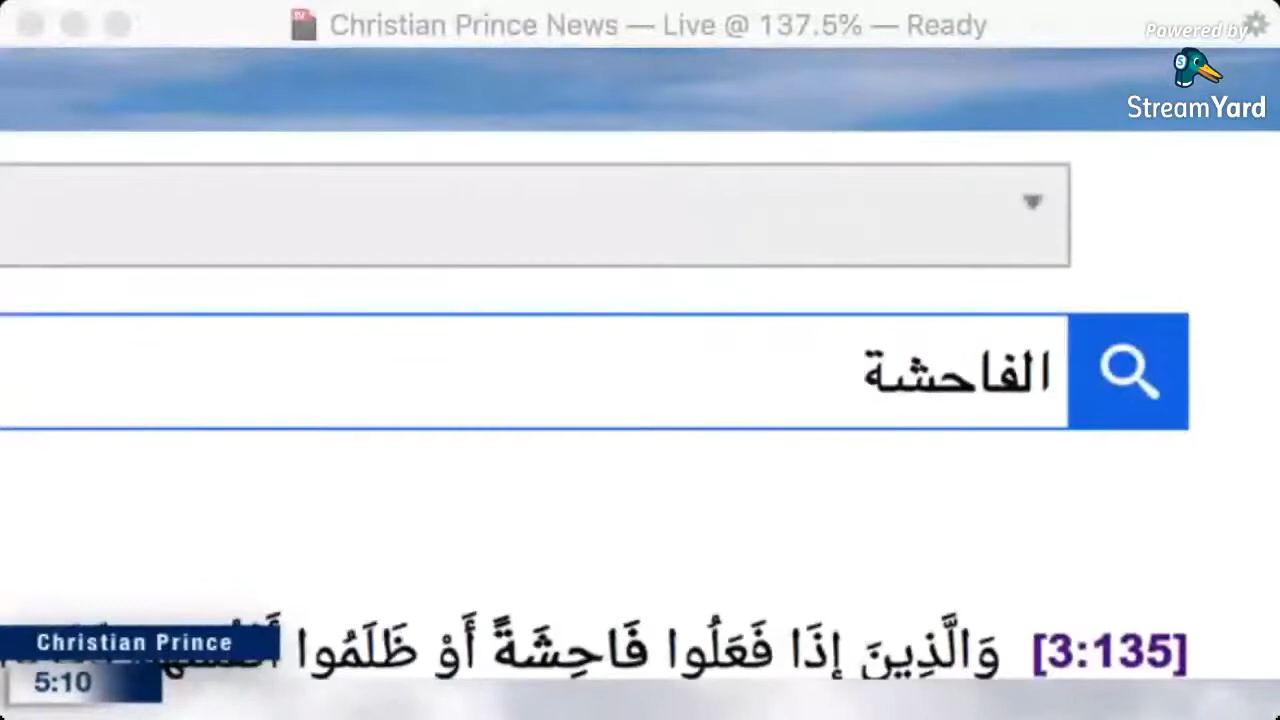 Christian Prince News — Live @ 137.5% — Ready
Powered by
StreamYard
الفاحشة
[3:135] وَالَّذِينَ إِذَا فَعَلُوا فَاحِشَةً أَوْ ظَلَمُوا
Christian Prince
5:10